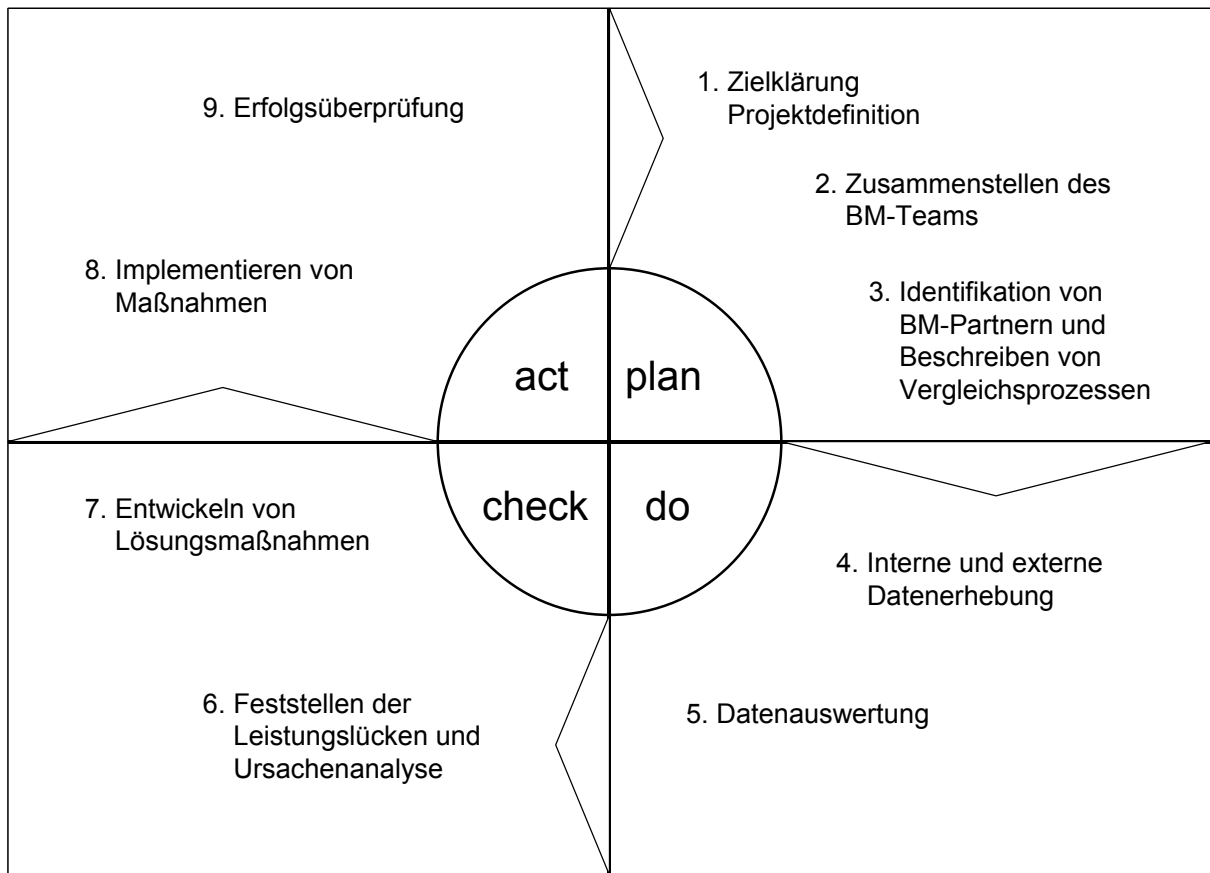 1. Zielklärung
Projektdefinition
2. Zusammenstellen des
BM-Teams
3. Identifikation von
BM-Partnern und
Beschreiben von
Vergleichsprozessen
4. Interne und externe
Datenerhebung
5. Datenauswertung
6. Feststellen der
Leistungslücken und
Ursachenanalyse
7. Entwickeln von
Lösungsmaßnahmen
8. Implementieren von
Maßnahmen
9. Erfolgsüberprüfung
act
plan
check
do